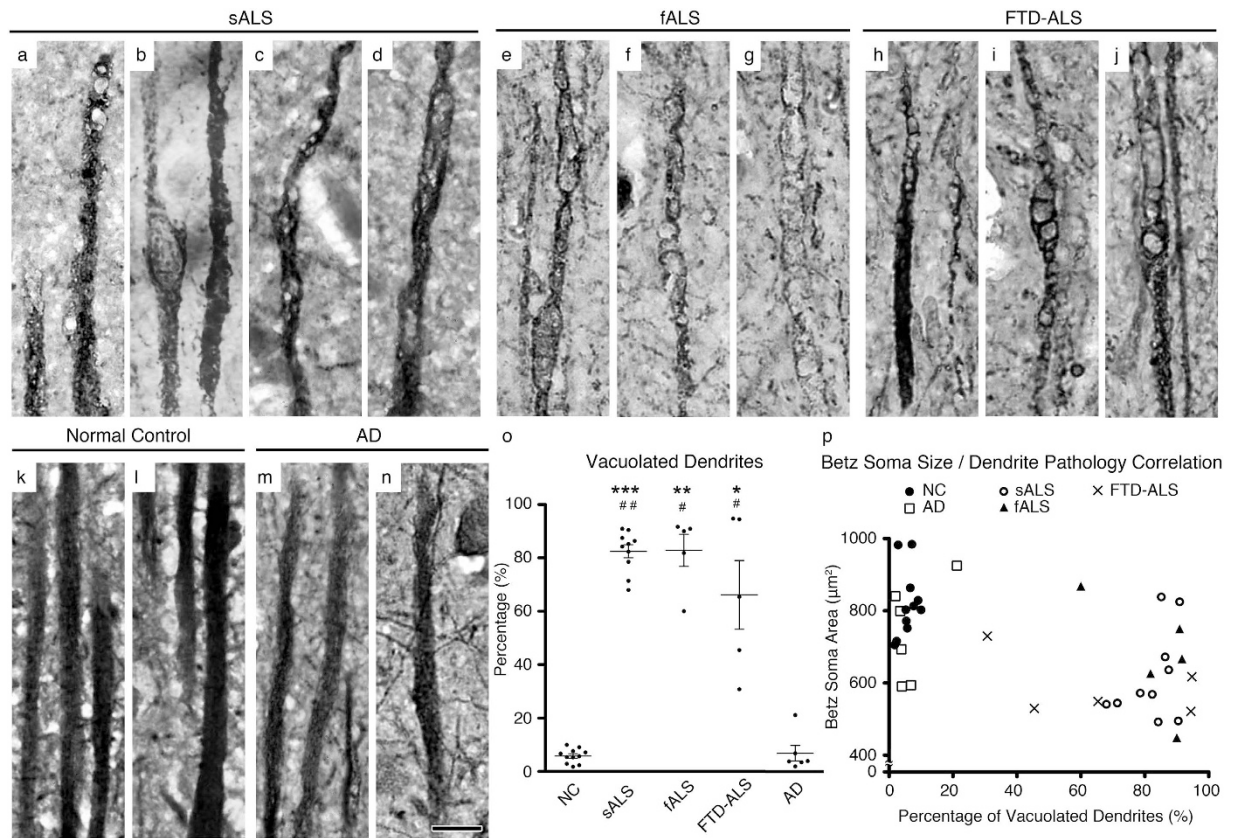 sALS
fALS
FTD-ALS
a
b
c
d
e
f
g
h
i
j
Normal Control
AD
k
l
m
n
o
Vacuolated Dendrites
Percentage (%)
100
80
60
40
20
0
***
##
**
#
*
#
NC
sALS
fALS
FTD-ALS
AD
p
Betz Soma Size / Dendrite Pathology Correlation
NC
sALS
FTD-ALS
AD
fALS
Betz Soma Area (µm²)
1000
800
600
400
0
0 20 40 60 80 100
Percentage of Vacuolated Dendrites (%)